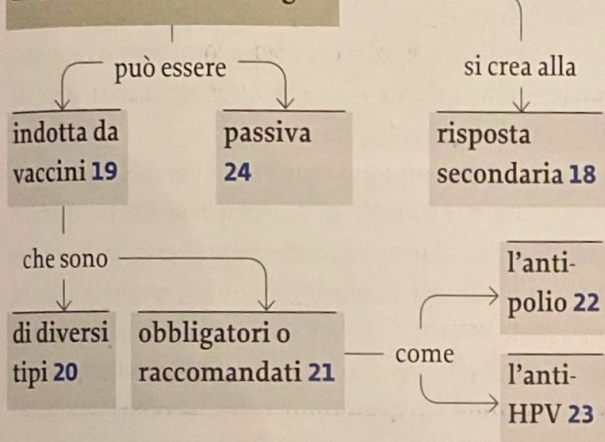 può essere
si crea alla
indotta da
vaccini 19
passiva
24
risposta
secondaria 18
che sono
di diversi
tipi 20
obbligatori o
raccomandati 21
come
l'anti-
polio 22
l'anti-
HPV 23